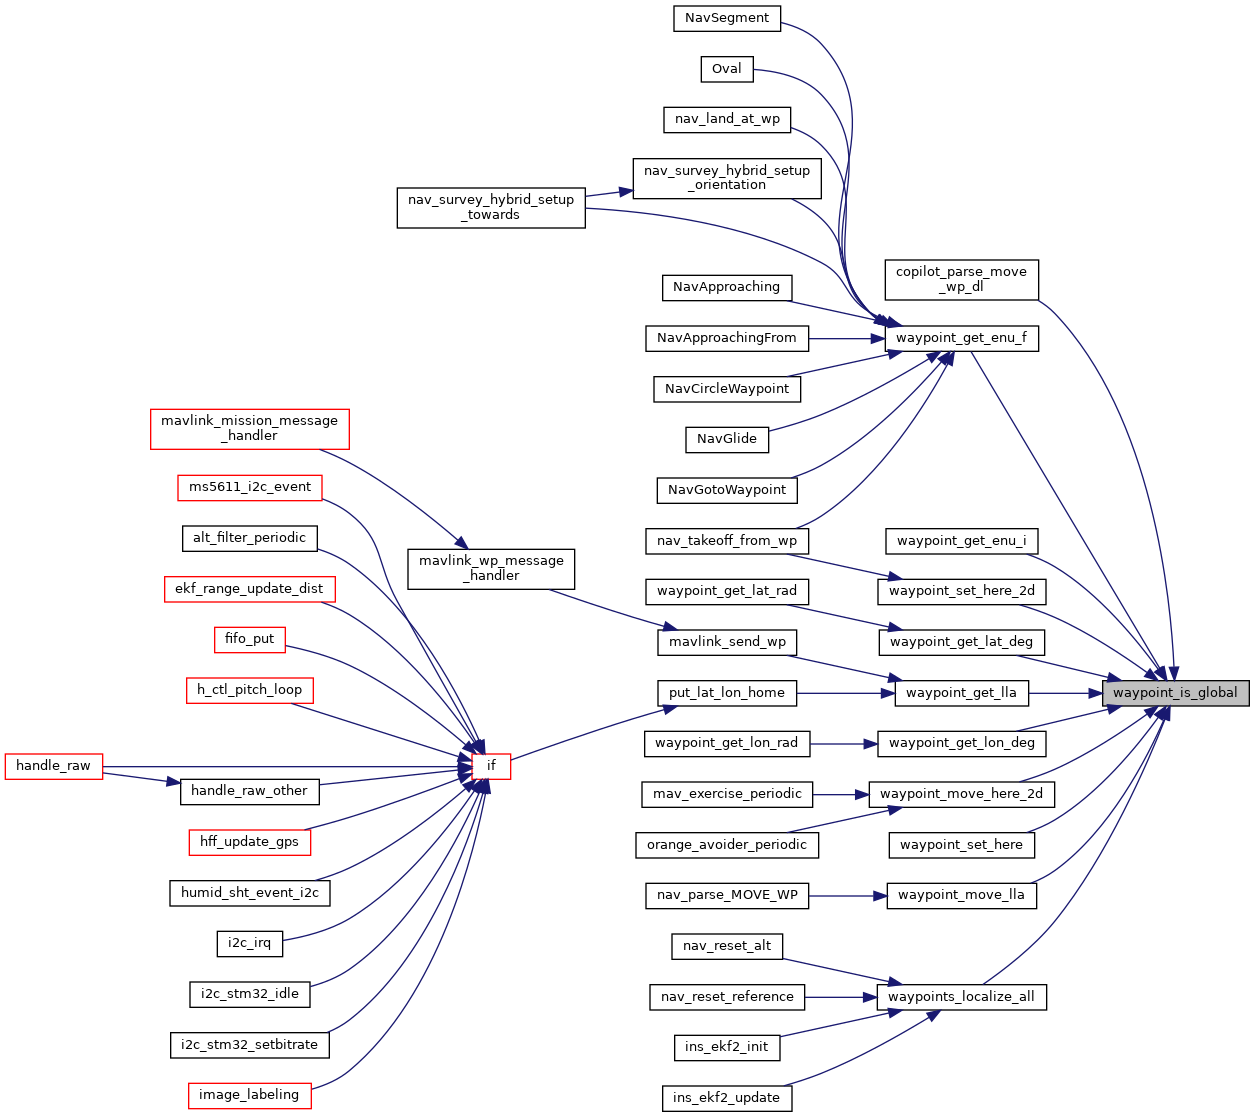 NavSegment
Oval
nav_land_at_wp
nav_survey_hybrid_setup
_orientation
nav_survey_hybrid_setup
_towards
copilot_parse_move
_wp_dl
NavApproaching
NavApproachingFrom
waypoint_get_enu_f
NavCircleWaypoint
NavGlide
NavGotoWaypoint
mavlink_mission_message
_handler
ms5611_i2c_event
alt_filter_periodic
nav_takeoff_from_wp
waypoint_get_enu_i
mavlink_wp_message
_handler
ekf_range_update_dist
waypoint_get_lat_rad
waypoint_set_here_2d
fifo_put
mavlink_send_wp
waypoint_get_lat_deg
h_ctl_pitch_loop
put_lat_lon_home
waypoint_get_lla
waypoint_is_global
waypoint_get_lon_rad
waypoint_get_lon_deg
handle_raw
if
handle_raw_other
mav_exercise_periodic
waypoint_move_here_2d
hff_update_gps
orange_avoider_periodic
waypoint_set_here
humid_sht_event_i2c
nav_parse_MOVE_WP
waypoint_move_lla
i2c_irq
nav_reset_alt
i2c_stm32_idle
nav_reset_reference
waypoints_localize_all
i2c_stm32_setbitrate
ins_ekf2_init
image_labeling
ins_ekf2_update